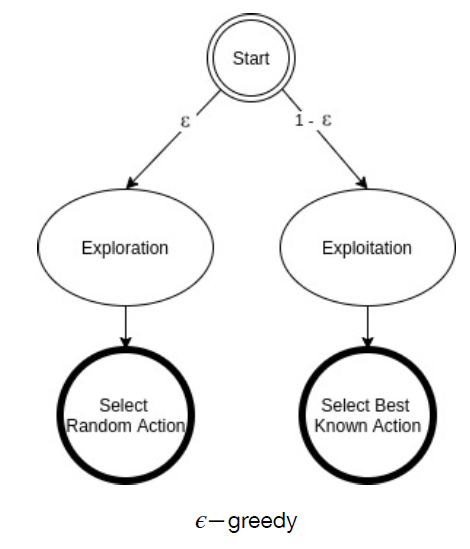 Start
ε
1 - ε
Exploration
Exploitation
Select
Random Action
Select Best
Known Action
ϵ−greedy